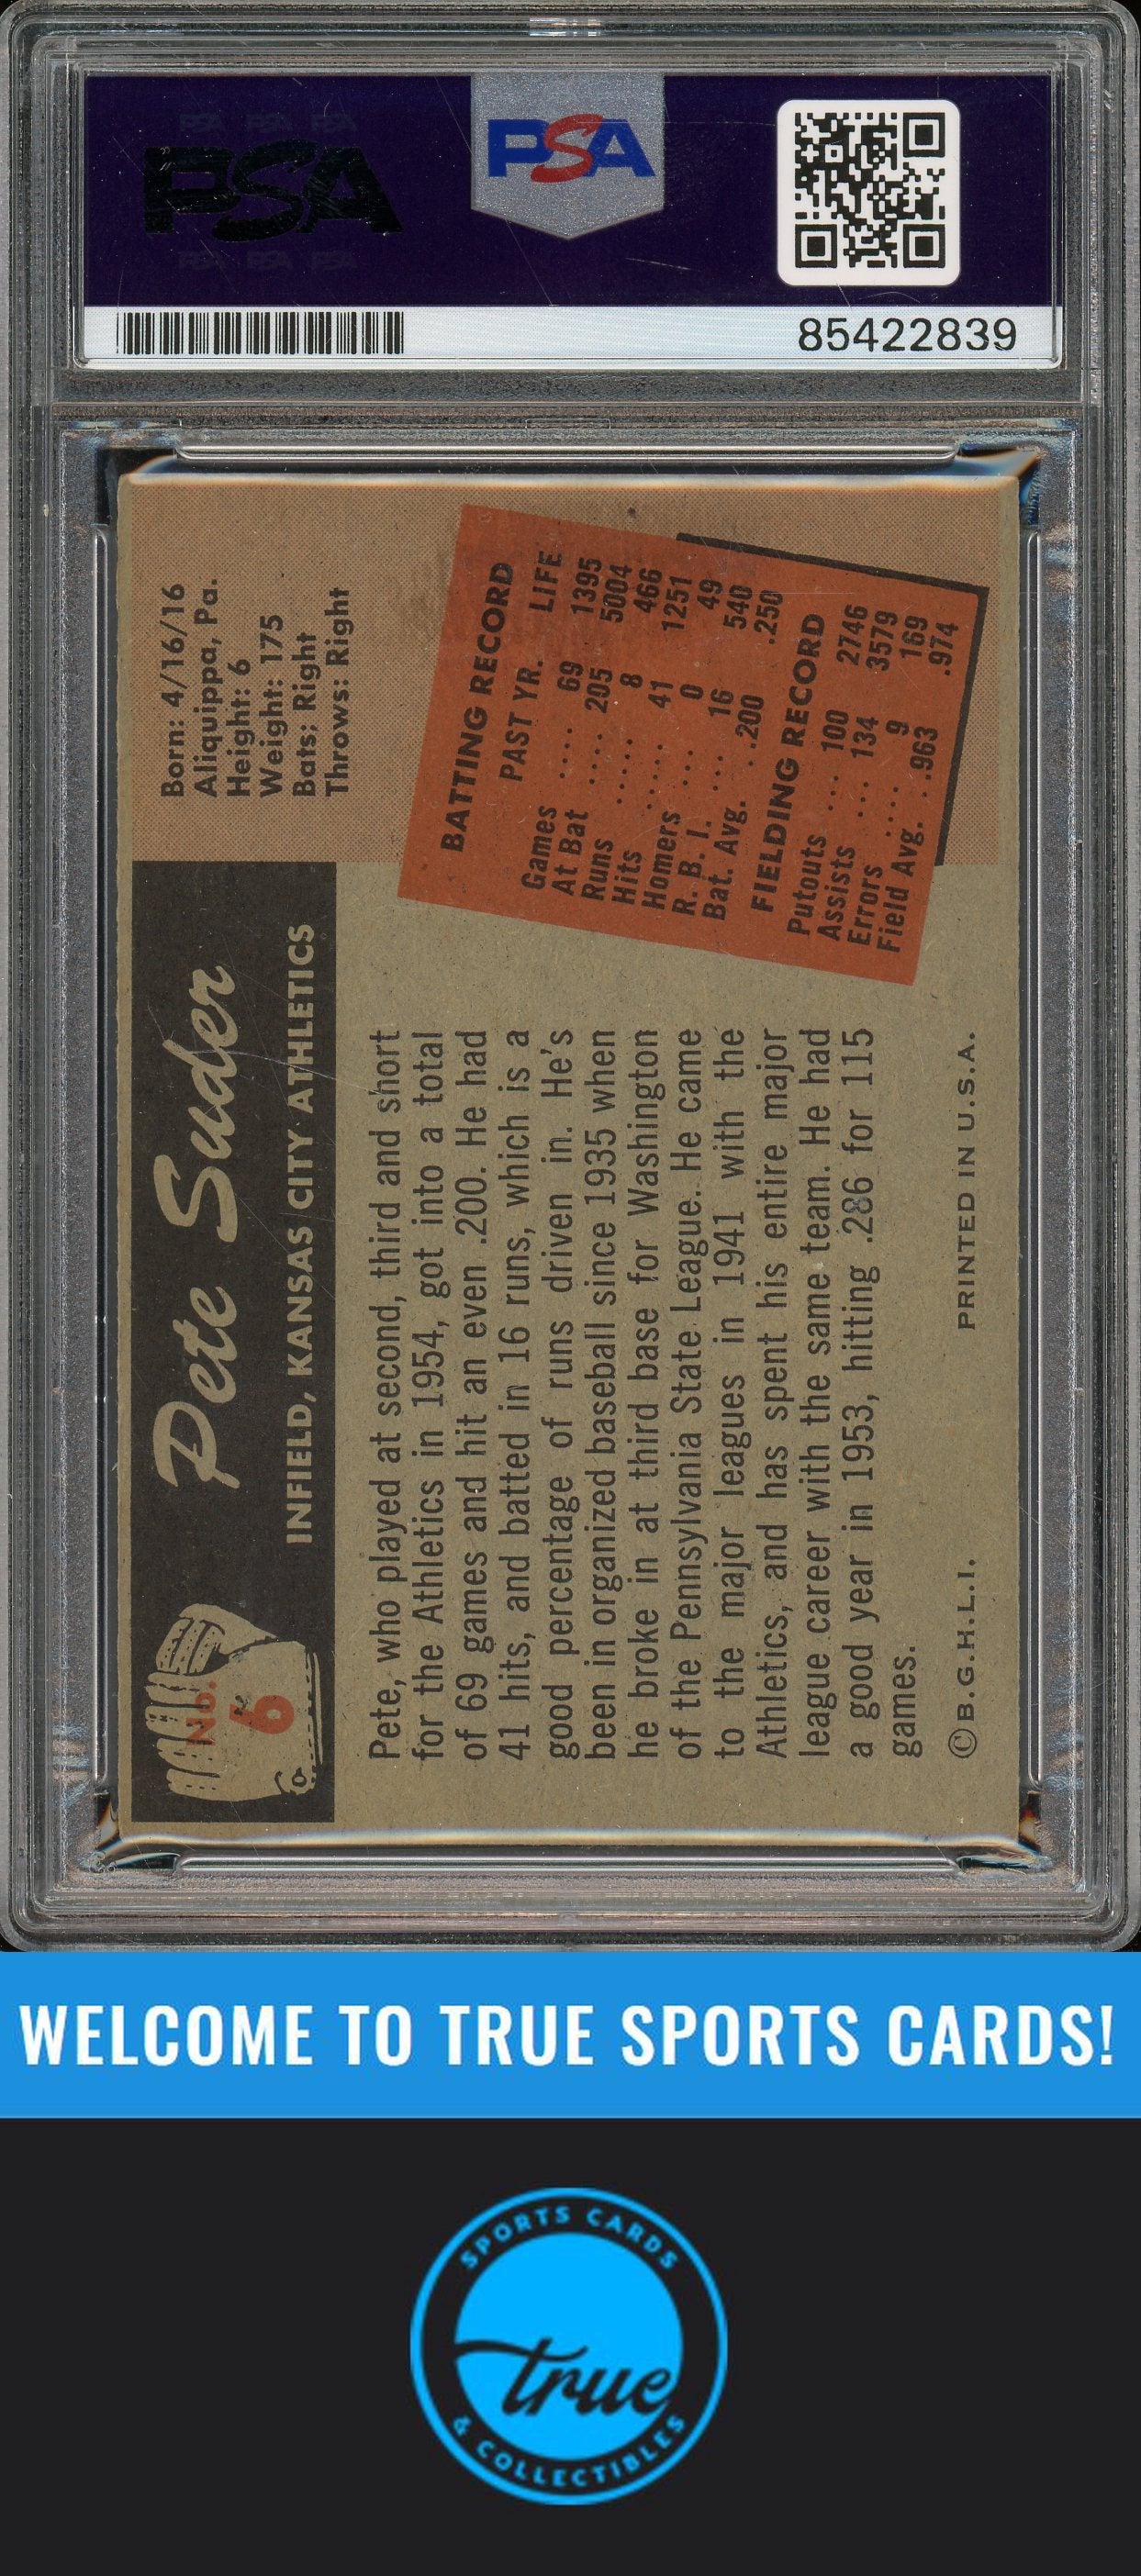 PSA PSA PSA
PSA
PSA PSA PSA
PSA
85422839
No.
6
Pete Suder
INFIELD, KANSAS CITY ATHLETICS
Born: 4/16/16
Aliquippa, Pa.
Height: 6
Weight: 175
Bats: Right
Throws: Right
Pete, who played at second, third and short
for the Athletics in 1954, got into a total
of 69 games and hit an even .200. He had
41 hits, and batted in 16 runs, which is a
good percentage of runs driven in. He's
been in organized baseball since 1935 when
he broke in at third base for Washington
of the Pennsylvania State League. He came
to the major leagues in 1941 with the
Athletics, and has spent his entire major
league career with the same team. He had
a good year in 1953, hitting .286 for 115
games.
BATTING RECORD
PAST YR. LIFE
Games .... 69 1395
At Bat .... 205 5004
Runs ..... 8 466
Hits ..... 41 1251
Homers .... 0 49
R. B. I. .... 16 540
Bat. Avg. . .200 .250
FIELDING RECORD
Putouts ... 100 2746
Assists ... 134 3579
Errors .... 9 169
Field Avg. . .963 .974
©B.G.H.L.I. PRINTED IN U.S.A.
WELCOME TO TRUE SPORTS CARDS!
SPORTS CARDS
true
& COLLECTIBLES